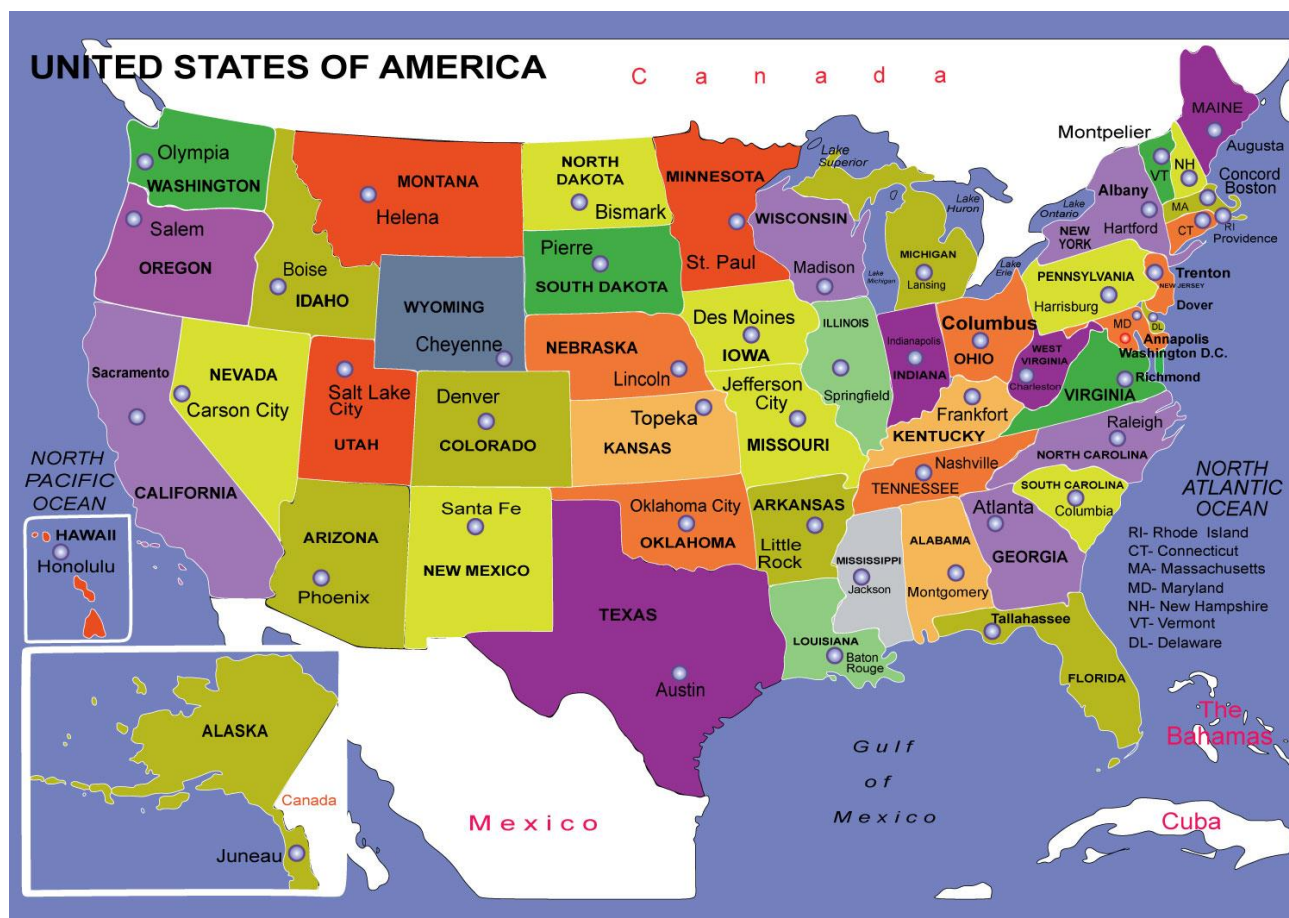 UNITED STATES OF AMERICA
C a n a d a
Olympia
WASHINGTON
Salem
OREGON
Boise
IDAHO
MONTANA
Helena
NORTH
DAKOTA
Bismark
Pierre
SOUTH DAKOTA
MINNESOTA
St. Paul
WISCONSIN
Madison
Lake
Superior
Lake
Michigan
Lake
Huron
MICHIGAN
Lansing
Lake
Erie
Lake
Ontario
MAINE
Augusta
Montpelier
VT
NH
Concord
Boston
MA
Albany
NEW
YORK
Hartford
CT
RI
Providence
PENNSYLVANIA
Harrisburg
Trenton
NEW JERSEY
Dover
MD
DL
Annapolis
Washington D.C.
WYOMING
Cheyenne
NEBRASKA
Lincoln
Des Moines
IOWA
ILLINOIS
Springfield
Indianapolis
INDIANA
Columbus
OHIO
WEST
VIRGINIA
Charleston
Richmond
VIRGINIA
Sacramento
CALIFORNIA
NEVADA
Carson City
Salt Lake
City
UTAH
Denver
COLORADO
Topeka
KANSAS
Jefferson
City
MISSOURI
Frankfort
KENTUCKY
Nashville
TENNESSEE
Raleigh
NORTH CAROLINA
SOUTH CAROLINA
Columbia
NORTH
PACIFIC
OCEAN
NORTH
ATLANTIC
OCEAN
HAWAII
Honolulu
ARIZONA
Phoenix
Santa Fe
NEW MEXICO
Oklahoma City
OKLAHOMA
ARKANSAS
Little
Rock
MISSISSIPPI
Jackson
ALABAMA
Montgomery
Atlanta
GEORGIA
RI- Rhode Island
CT- Connecticut
MA- Massachusetts
MD- Maryland
NH- New Hampshire
VT- Vermont
DL- Delaware
TEXAS
Austin
LOUISIANA
Baton
Rouge
Tallahassee
FLORIDA
ALASKA
Canada
Juneau
Mexico
Gulf
of
Mexico
The
Bahamas
Cuba